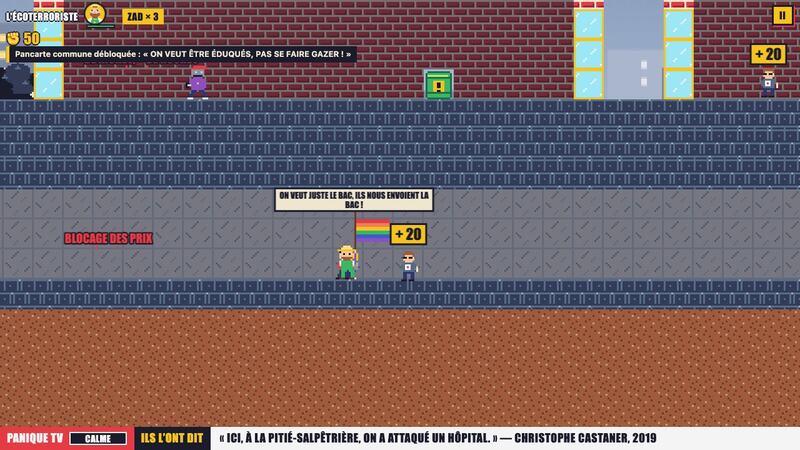 L'ÉCOTERRORISTE
ZAD × 3
50
Pancarte commune débloquée : « ON VEUT ÊTRE ÉDUQUÉS, PAS SE FAIRE GAZER ! »
+ 20
!
ON VEUT JUSTE LE BAC, ILS NOUS ENVOIENT LA
BAC !
+ 20
BLOCAGE DES PRIX
PANIQUE TV
CALME
ILS L'ONT DIT
« ICI, À LA PITIÉ-SALPÊTRIÈRE, ON A ATTAQUÉ UN HÔPITAL. » — CHRISTOPHE CASTANER, 2019